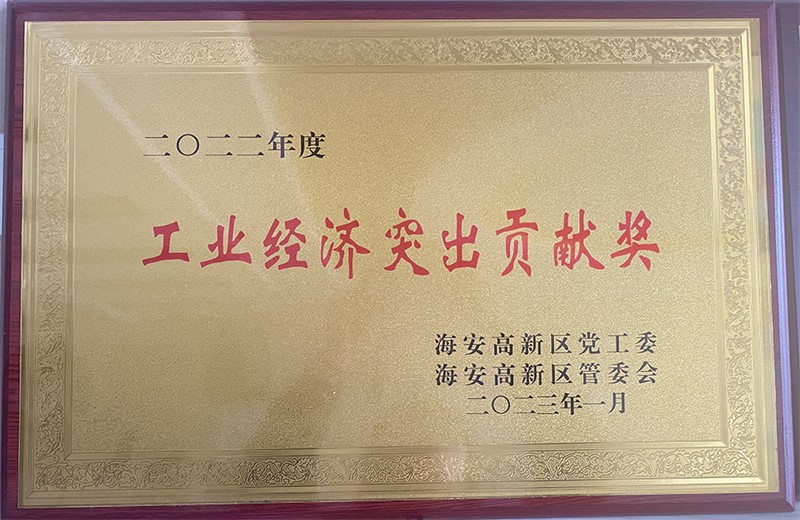 二〇二二年度
工业经济突出贡献奖
海安高新区党工委
海安高新区管委会
二〇二三年一月